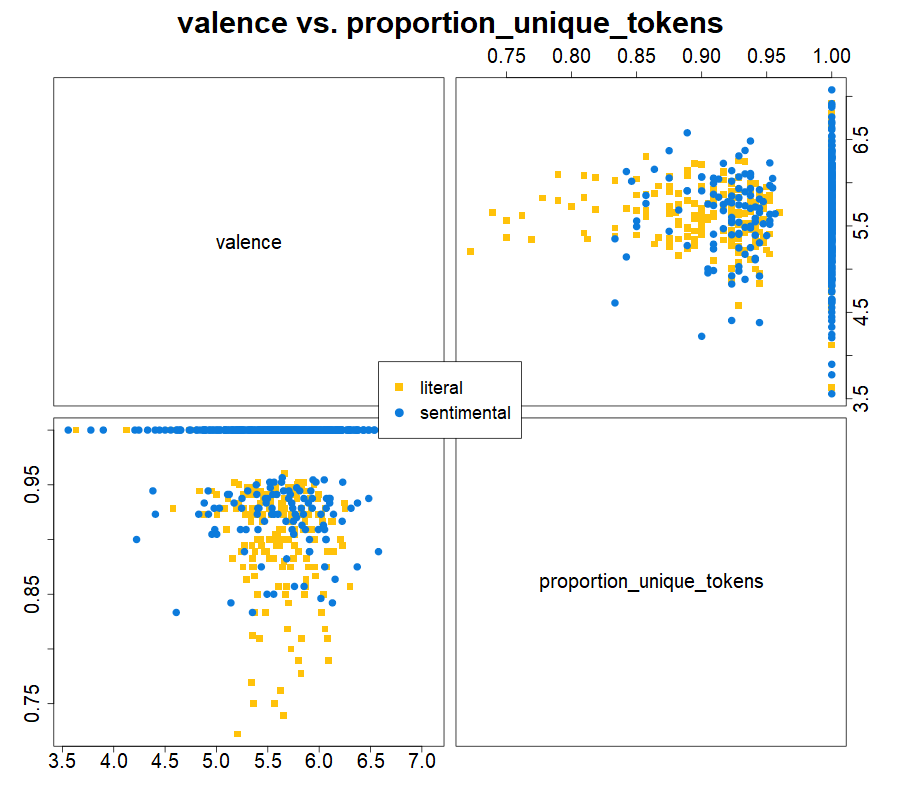 valence vs. proportion_unique_tokens
0.75 0.80 0.85 0.90 0.95 1.00
valence
6.5
5.5
4.5
3.5
literal
sentimental
0.95
0.85
0.75
proportion_unique_tokens
3.5 4.0 4.5 5.0 5.5 6.0 6.5 7.0